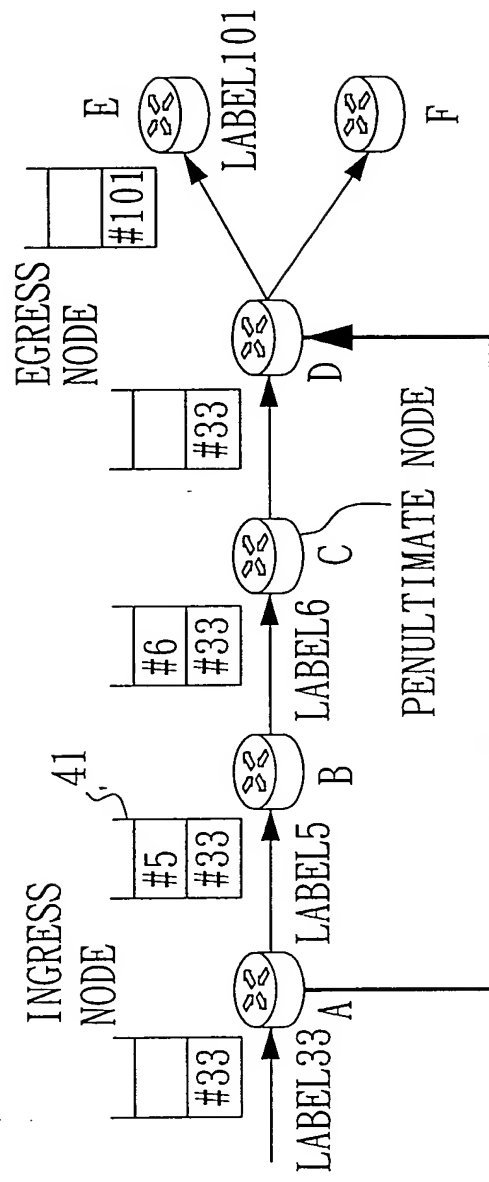 INGRESS
NODE
EGRESS
NODE
41
#33
#5
#33
#6
#33
#33
#101
LABEL33
A
LABEL5
B
LABEL6
C
PENULTIMATE NODE
D
E
LABEL101
F